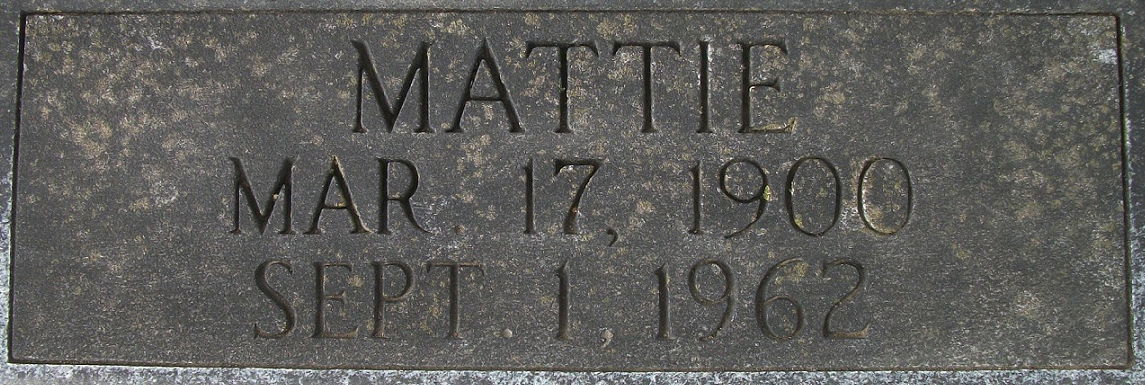 MATTIE
MAR. 17, 1900
SEPT. 1, 1962